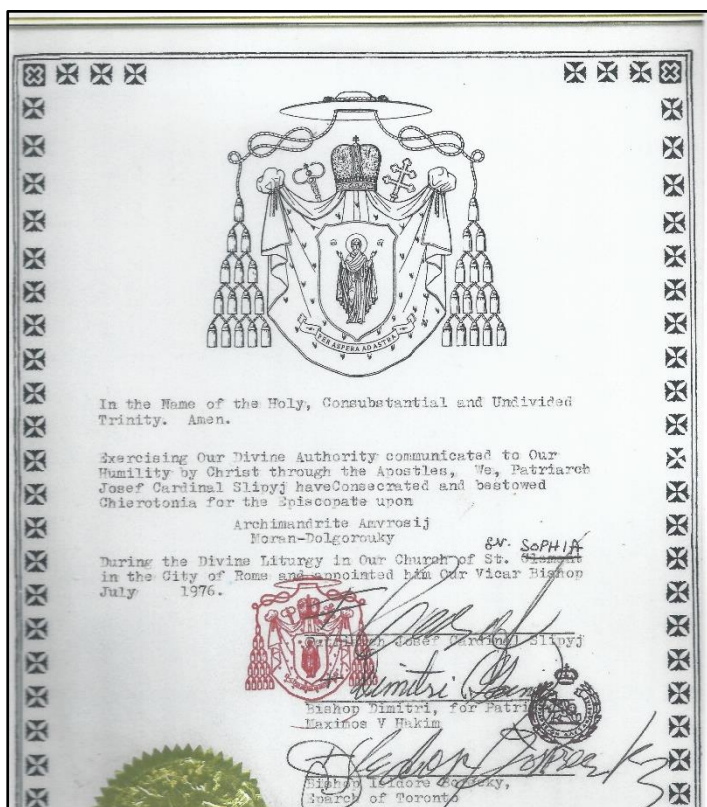 PER ASPERA AD ASTRA
In the Name of the Holy, Consubstantial and Undivided
Trinity. Amen.
Exercising Our Divine Authority communicated to Our
Humility by Christ through the Apostles, We, Patriarch
Josef Cardinal Slipyj haveConsecrated and bestowed
Chierotonia for the Episcopate upon
Archimandrite Amvrosij
Moran-Dolgorouky
SOPHIA
During the Divine Liturgy in Our Church of St. Clement
in the City of Rome and appointed him Our Vicar Bishop
July 1976.
Josef Cardinal Slipyj
Dimitri
Bishop Dimitri, for
Maximos V Hakim
Bishop Isidore
Eparch of Toronto